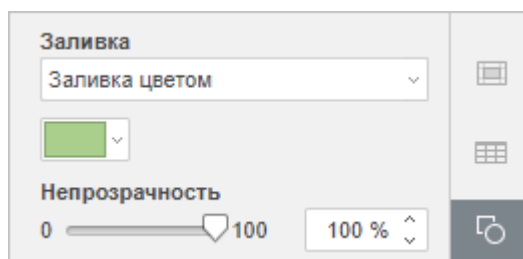 Заливка
Заливка цветом
Непрозрачность
0 100 100 %